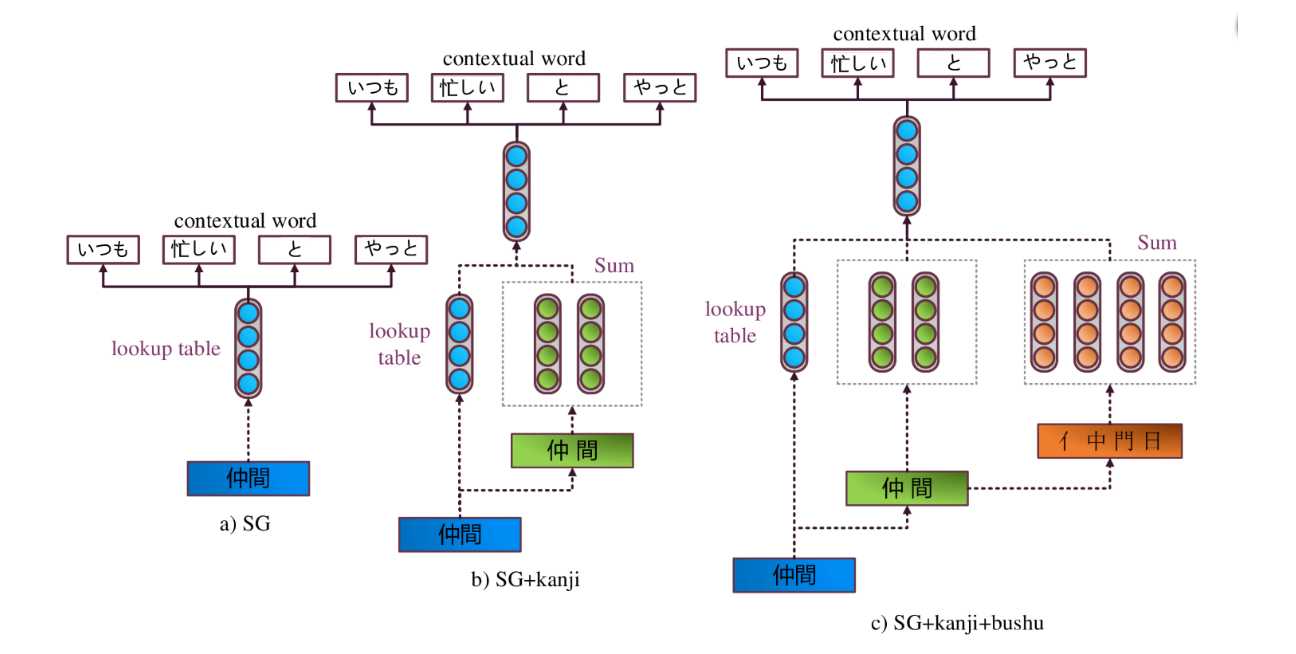 contextual word
いつも 忙しい と やっと
lookup table
仲間
a) SG
contextual word
いつも 忙しい と やっと
Sum
lookup
table
仲 間
仲間
b) SG+kanji
contextual word
いつも 忙しい と やっと
Sum
lookup
table
亻 中 門 日
仲 間
仲間
c) SG+kanji+bushu